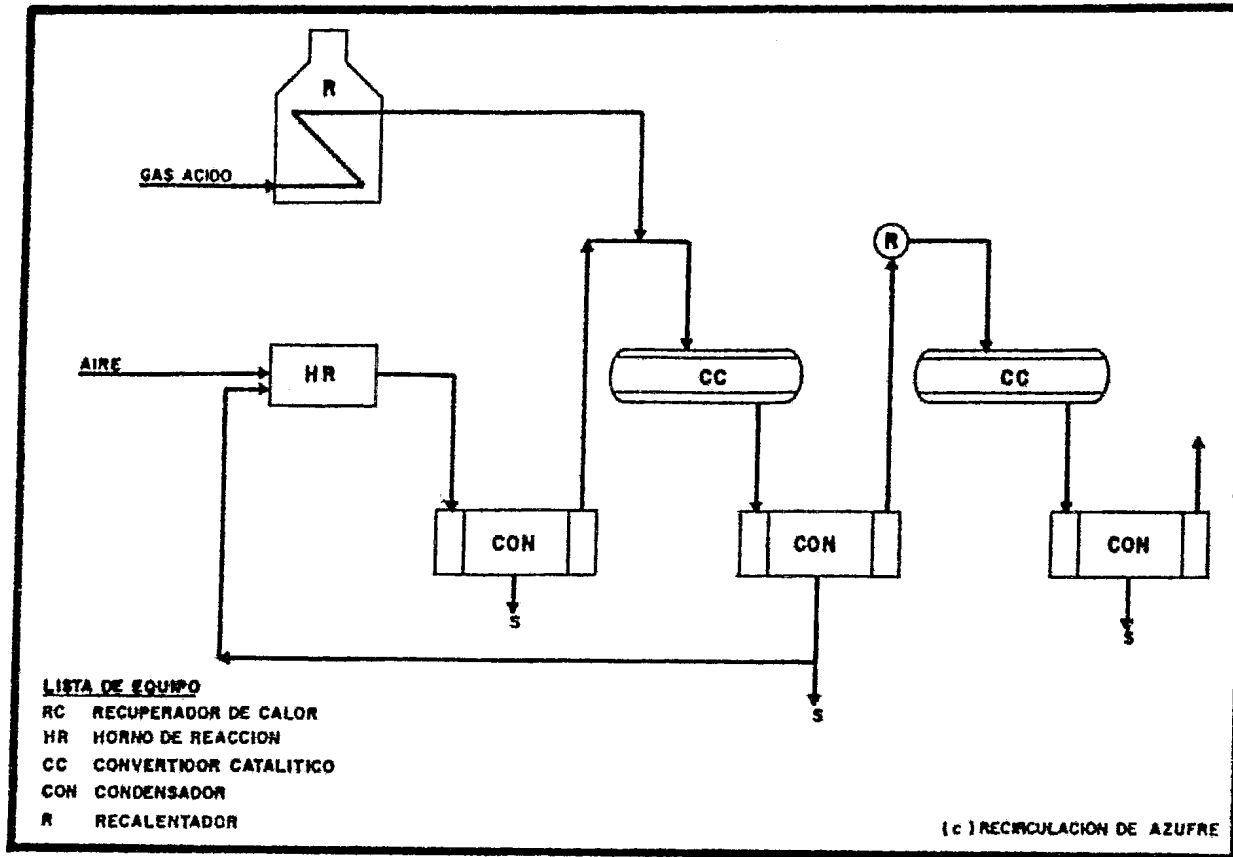 R
GAS ACIDO
R
AIRE
HR
CC
CC
CON
CON
CON
S
S
S
LISTA DE EQUIPO
RC RECUPERADOR DE CALOR
HR HORNO DE REACCION
CC CONVERTIDOR CATALITICO
CON CONDENSADOR
R RECALENTADOR
(c) RECIRCULACION DE AZUFRE